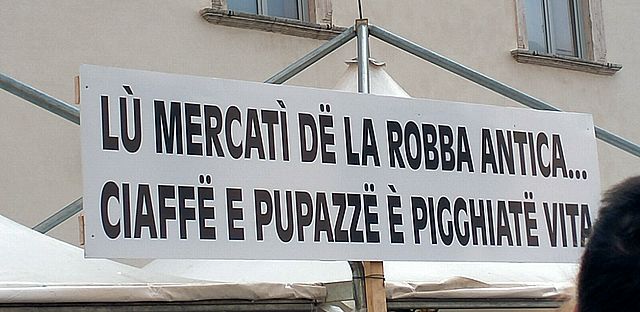 LÙ MERCATÌ DË LA ROBBA ANTICA...
CIAFFË E PUPAZZË È PIGGHIATË VITA